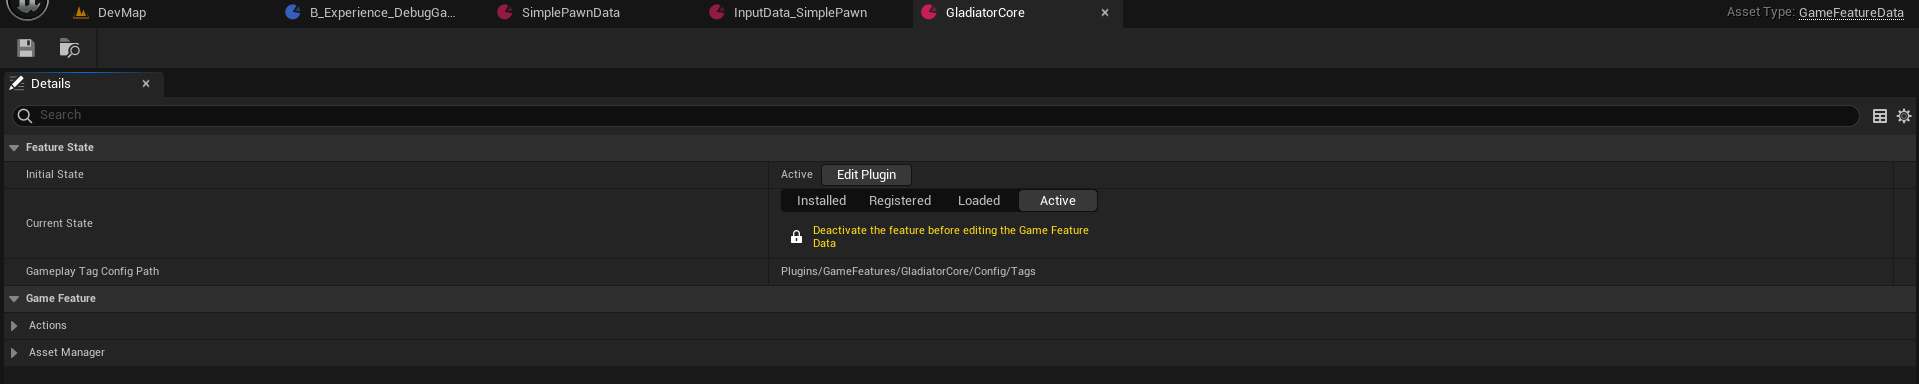 DevMap
B_Experience_DebugGa...
SimplePawnData
InputData_SimplePawn
GladiatorCore
Asset Type: GameFeatureData
Details
Search
Feature State
Initial State
Active
Edit Plugin
Current State
Installed
Registered
Loaded
Active
Deactivate the feature before editing the Game Feature
Data
Gameplay Tag Config Path
Plugins/GameFeatures/GladiatorCore/Config/Tags
Game Feature
Actions
Asset Manager